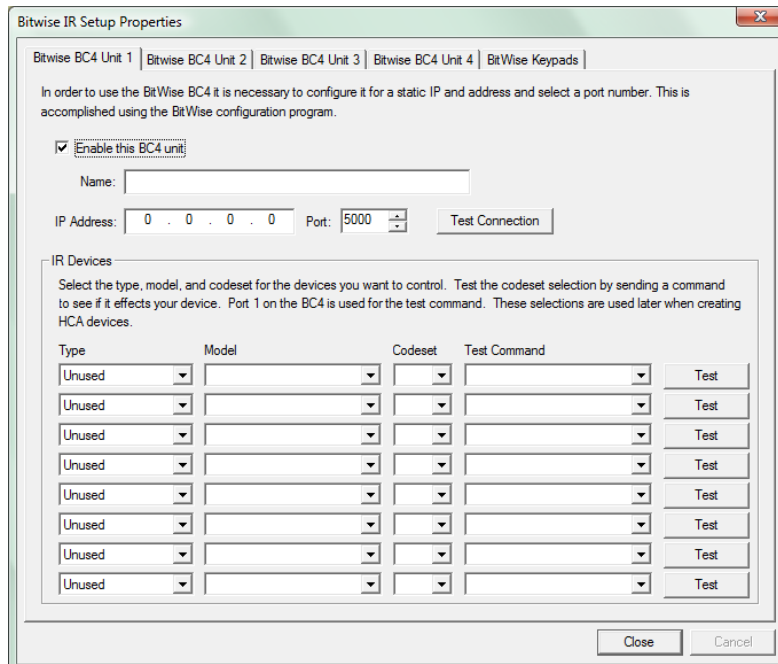 Bitwise IR Setup Properties
Bitwise BC4 Unit 1 Bitwise BC4 Unit 2 Bitwise BC4 Unit 3 Bitwise BC4 Unit 4 BitWise Keypads
In order to use the BitWise BC4 it is necessary to configure it for a static IP and address and select a port number. This is
accomplished using the BitWise configuration program.
Enable this BC4 unit
Name:
IP Address: 0 . 0 . 0 . 0 Port: 5000 Test Connection
IR Devices
Select the type, model, and codeset for the devices you want to control. Test the codeset selection by sending a command
to see if it effects your device. Port 1 on the BC4 is used for the test command. These selections are used later when creating
HCA devices.
Type Model Codeset Test Command
Unused Test
Unused Test
Unused Test
Unused Test
Unused Test
Unused Test
Unused Test
Unused Test
Close Cancel